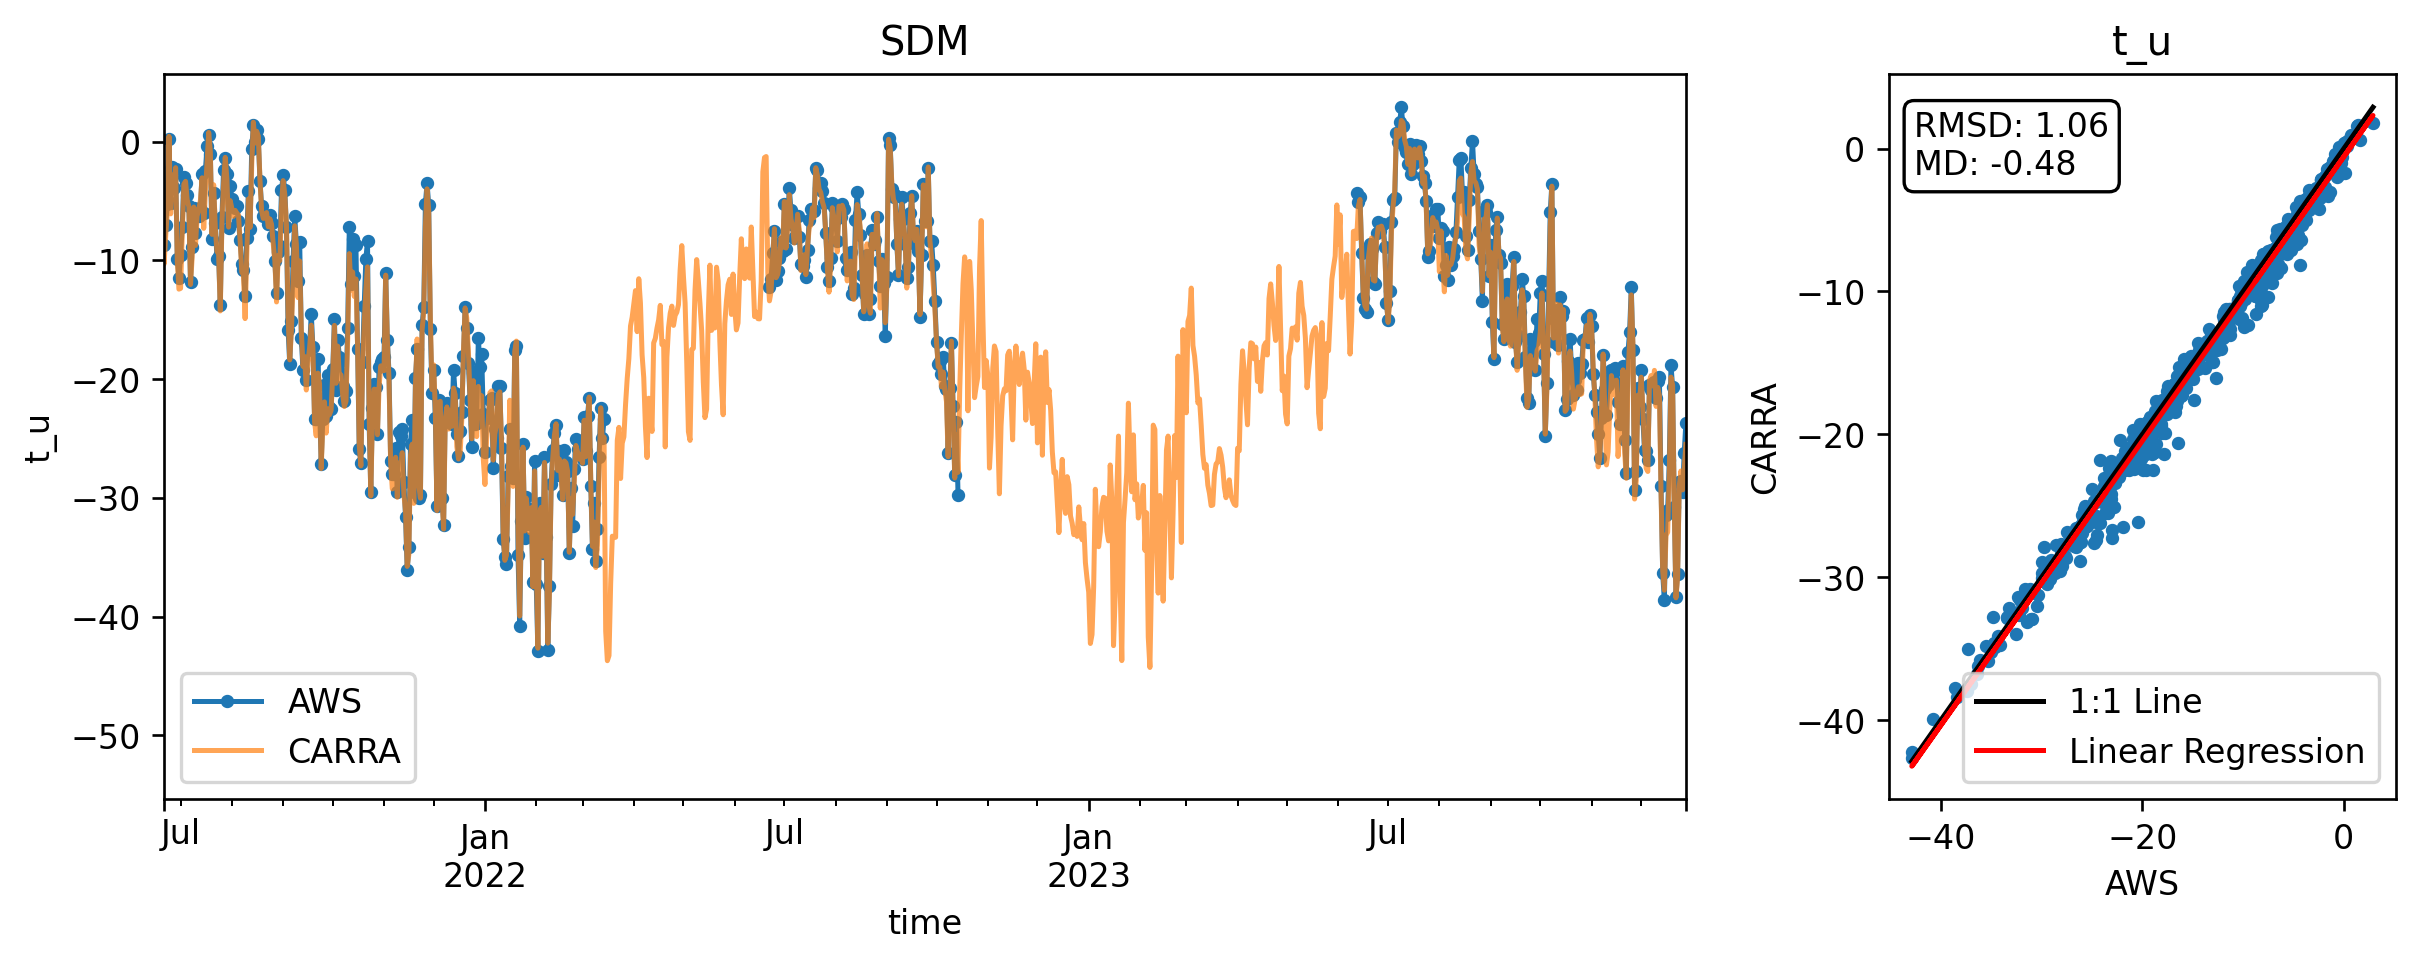 SDM
t_u
0
−10
−20
−30
−40
−50
AWS
CARRA
Jul
Jan
2022
Jul
Jan
2023
Jul
time
t_u
CARRA
0
−10
−20
−30
−40
RMSD: 1.06
MD: -0.48
1:1 Line
Linear Regression
−40
−20
0
AWS